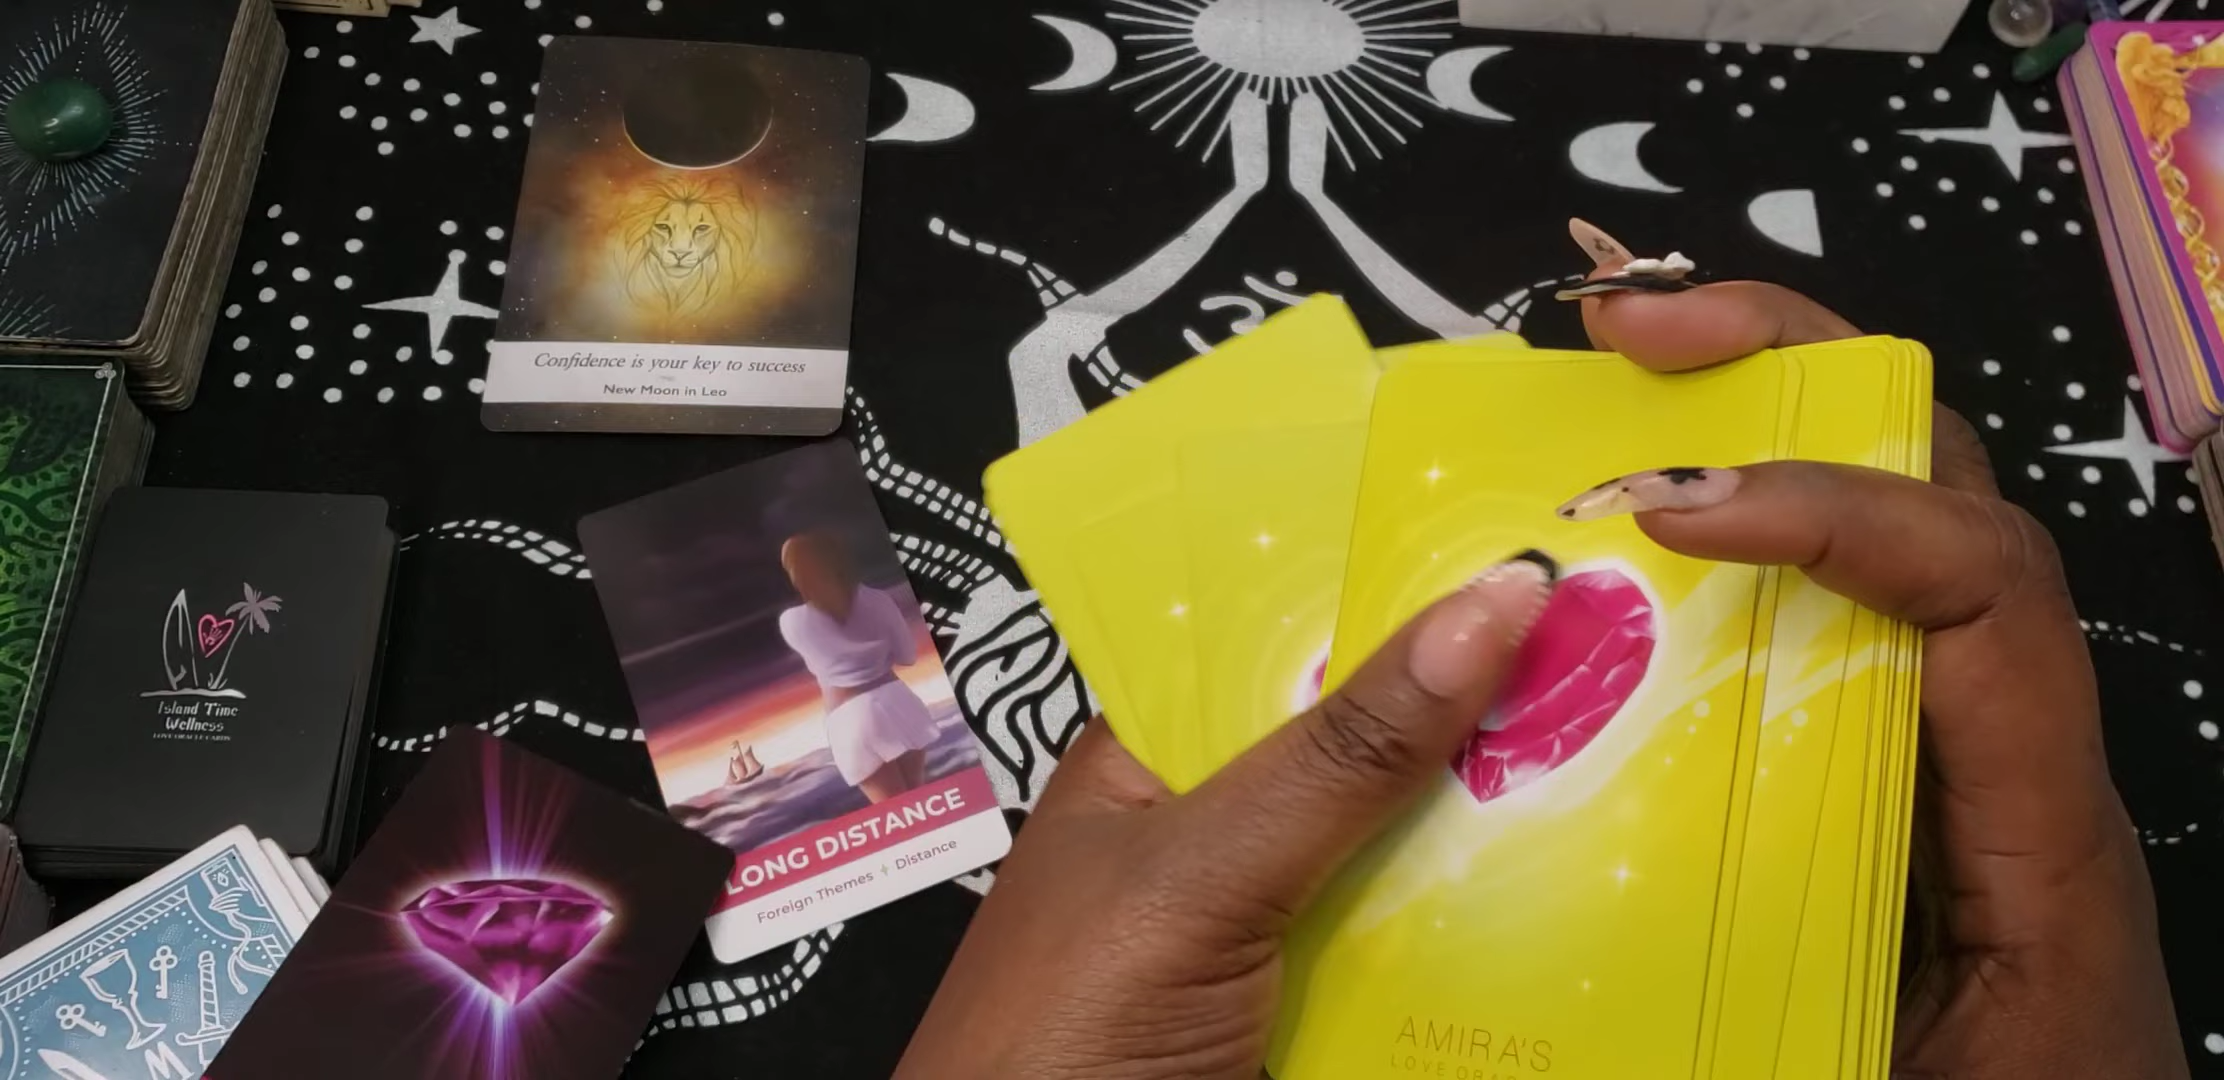 Confidence is your key to success
New Moon in Leo
Island Time
Wellness
LOVE ORACLE CARDS
LONG DISTANCE
Foreign Themes + Distance
AMIRA'S
LOVE